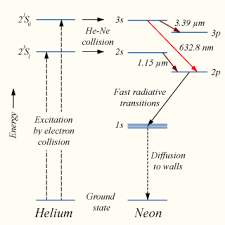 2¹S₀
3s
3.39 µm
3p
He-Ne
collision
632.8 nm
2³S₁
2s
1.15 µm
2p
Fast radiative
transitions
Energy
Excitation
by electron
collision
1s
Diffusion
to walls
Ground
state
Helium
Neon